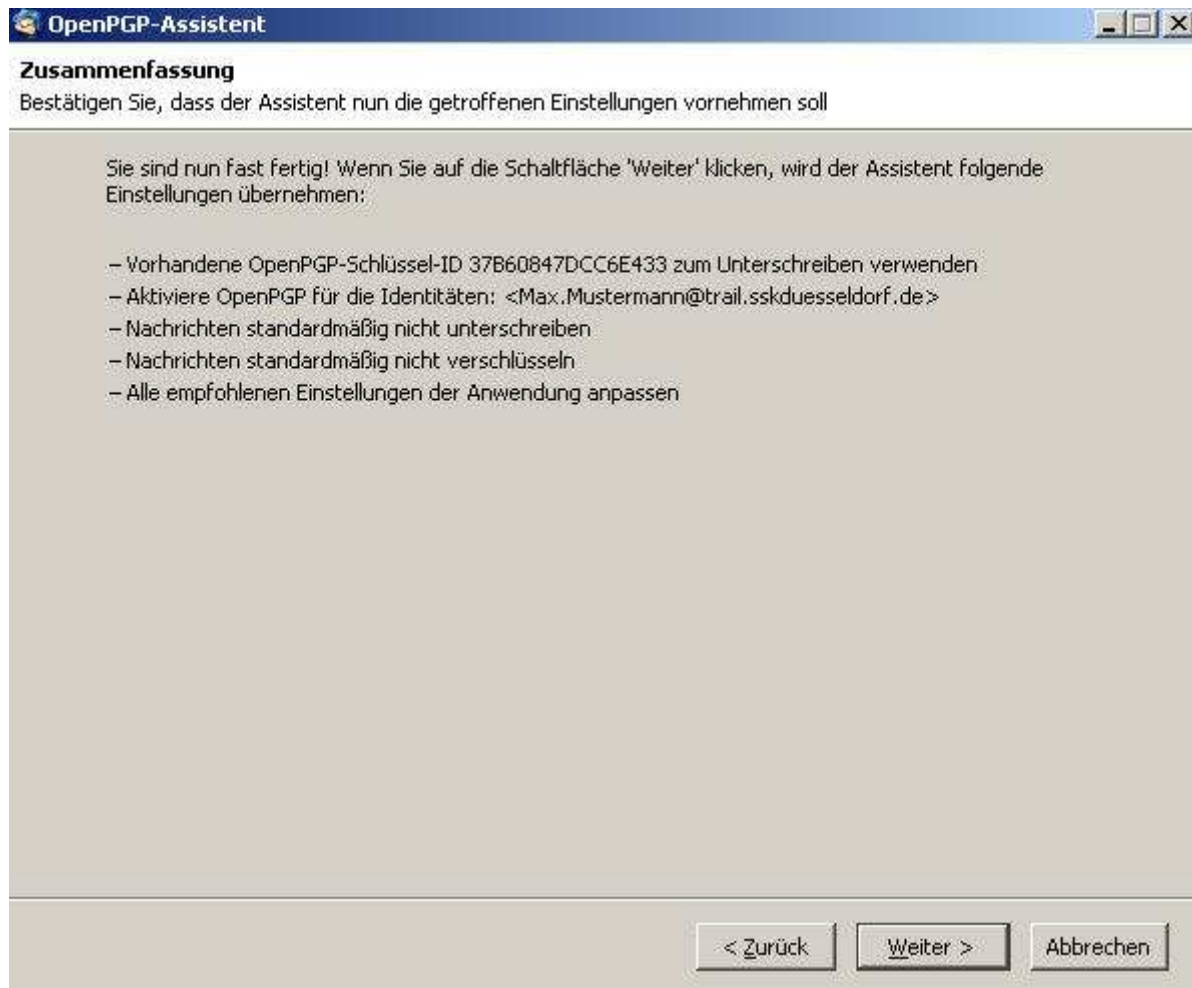 OpenPGP-Assistent
Zusammenfassung
Bestätigen Sie, dass der Assistent nun die getroffenen Einstellungen vornehmen soll
Sie sind nun fast fertig! Wenn Sie auf die Schaltfläche 'Weiter' klicken, wird der Assistent folgende
Einstellungen übernehmen:
– Vorhandene OpenPGP-Schlüssel-ID 37B60847DCC6E433 zum Unterschreiben verwenden
– Aktiviere OpenPGP für die Identitäten: <Max.Mustermann@trail.sskduesseldorf.de>
– Nachrichten standardmäßig nicht unterschreiben
– Nachrichten standardmäßig nicht verschlüsseln
– Alle empfohlenen Einstellungen der Anwendung anpassen
< Zurück Weiter > Abbrechen